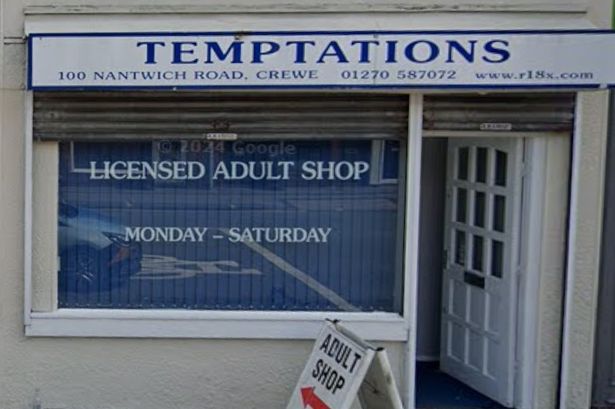 TEMPTATIONS
100 NANTWICH ROAD, CREWE 01270 587072 www.r18x.com
© 2024 Google
LICENSED ADULT SHOP
MONDAY – SATURDAY
ADULT
SHOP